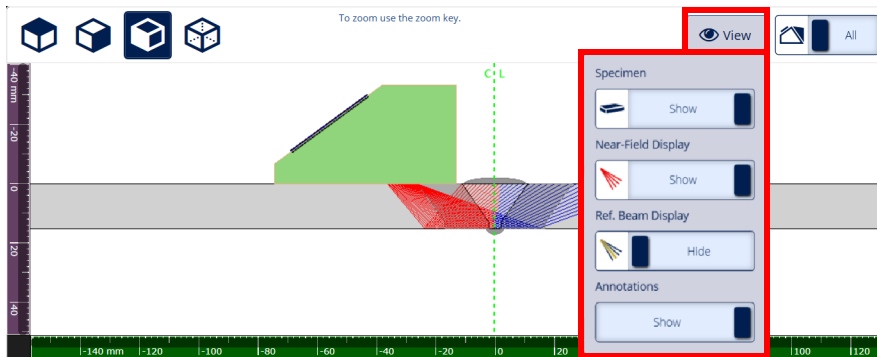 To zoom use the zoom key.
View
All
Specimen
Show
Near-Field Display
Show
Ref. Beam Display
Hide
Annotations
Show
C L
-40 mm
-20
0
20
40
-140 mm
-120
-100
-80
-60
-40
-20
0
20
100
120